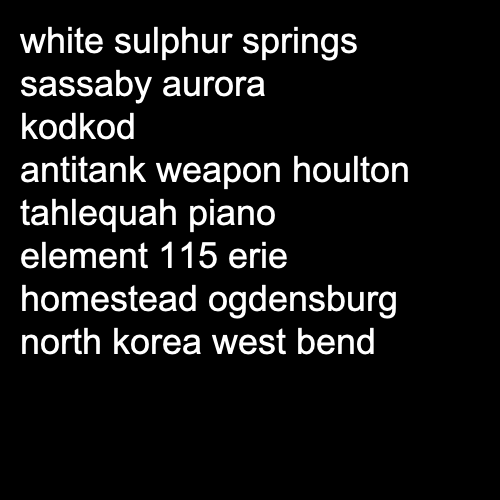 white sulphur springs
sassaby aurora
kodkod
antitank weapon houlton
tahlequah piano
element 115 erie
homestead ogdensburg
north korea west bend